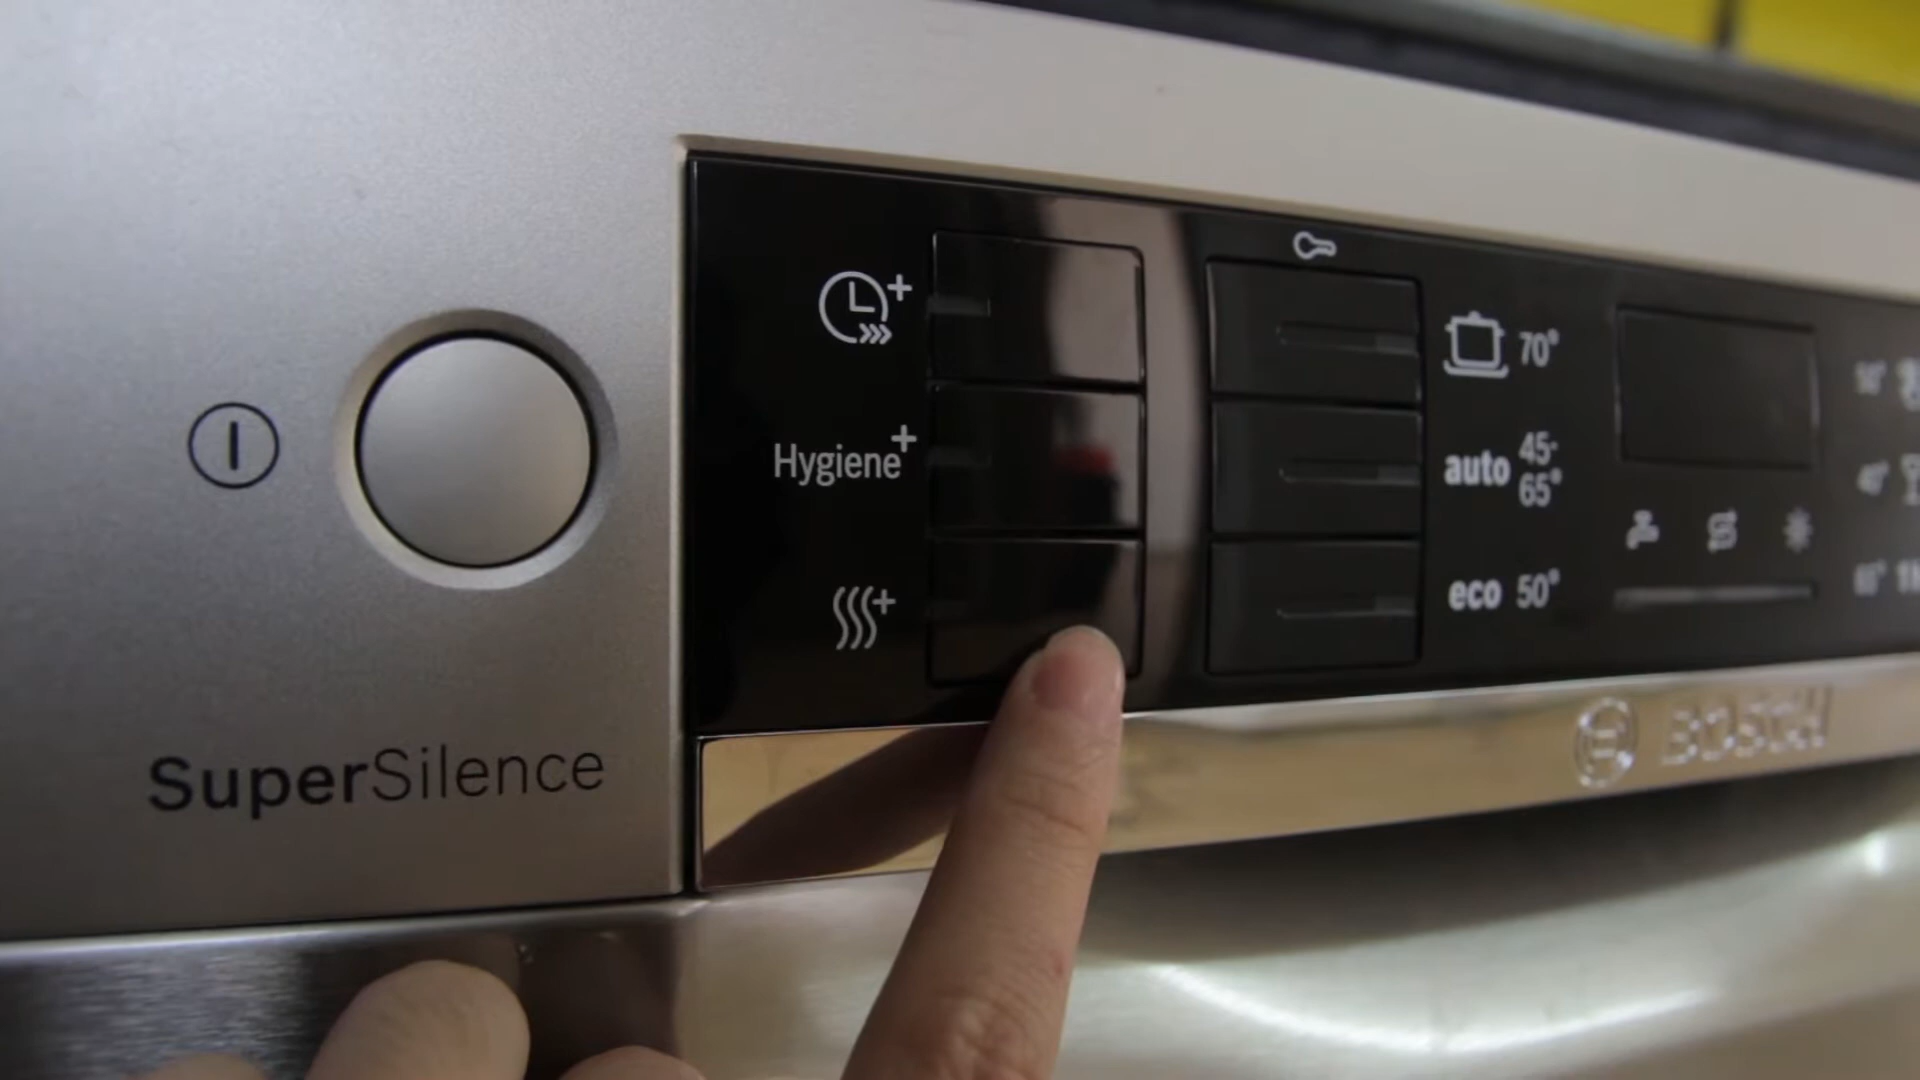 Hygiene+
SuperSilence
70°
auto 45-
65°
eco 50°
BOSCH